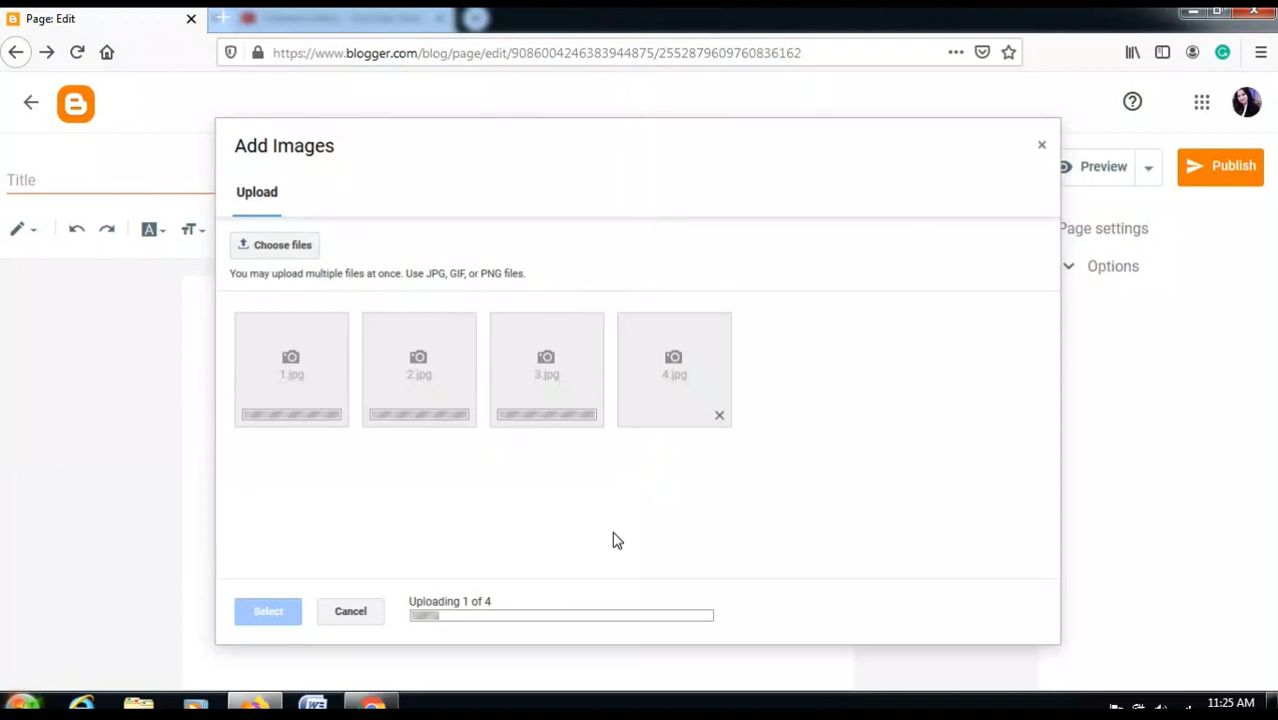 Page: Edit
https://www.blogger.com/blog/page/edit/9086004246383944875/2552879609760836162
Add Images
Upload
Title
Preview
Publish
Choose files
You may upload multiple files at once. Use JPG, GIF, or PNG files.
Page settings
Options
1.jpg
2.jpg
3.jpg
4.jpg
Uploading 1 of 4
Select
Cancel
11:25 AM